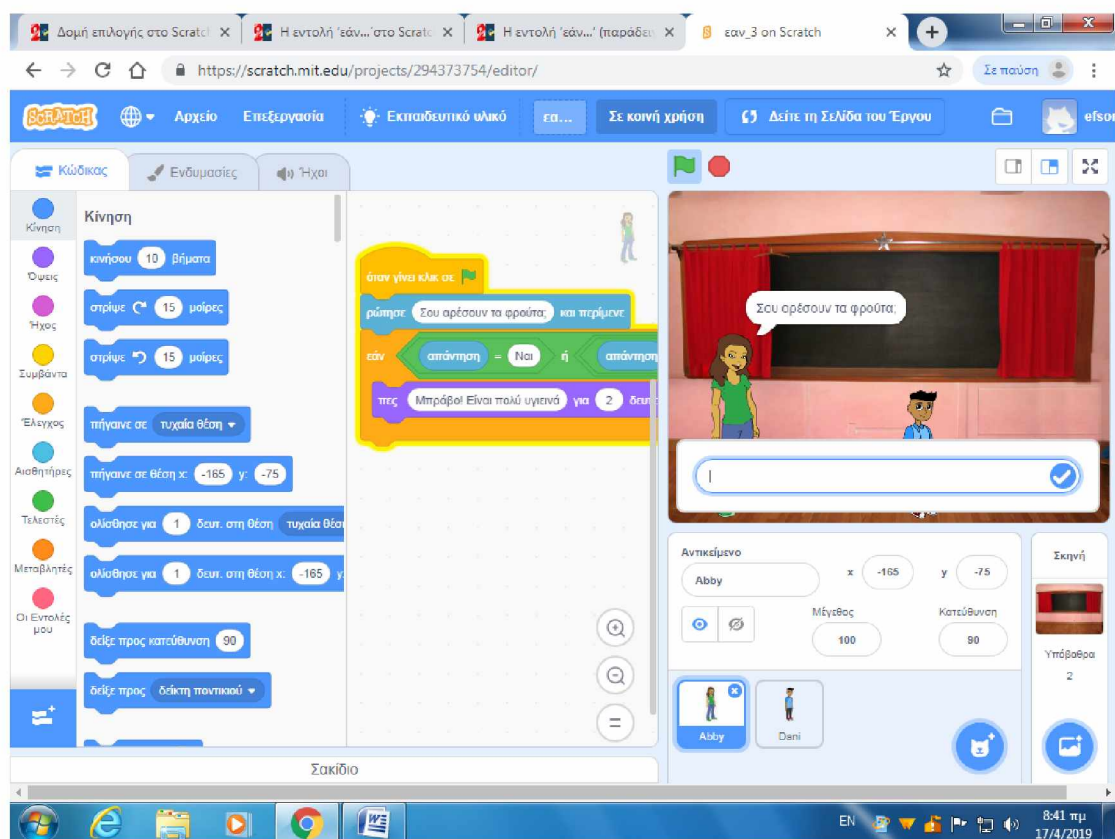 Δομή επιλογής στο Scratc
Η εντολή 'εάν...'στο Scratc
Η εντολή 'εάν...' (παράδει
εαν_3 on Scratch
https://scratch.mit.edu/projects/294373754/editor/
Σε παύση
SCRATCH
Αρχείο
Επεξεργασία
Εκπαιδευτικό υλικό
εα...
Σε κοινή χρήση
Δείτε τη Σελίδα του Έργου
efsor
Κώδικας
Ενδυμασίες
Ήχοι
Κίνηση
Όψεις
Ήχος
Συμβάντα
Έλεγχος
Αισθητήρες
Τελεστές
Μεταβλητές
Οι Εντολές
μου
Κίνηση
κινήσου 10 βήματα
στρίψε 15 μοίρες
στρίψε 15 μοίρες
πήγαινε σε τυχαία θέση
πήγαινε σε θέση x: -165 y: -75
ολίσθησε για 1 δευτ. στη θέση τυχαία θέσ
ολίσθησε για 1 δευτ. στη θέση x: -165 y
δείξε προς κατεύθυνση 90
δείξε προς δείκτη ποντικιού
όταν γίνει κλικ σε
ρώτησε Σου αρέσουν τα φρούτα; και περίμενε
εάν απάντηση = Ναι ή απάντηση
πες Μπράβο! Είναι πολύ υγιεινά για 2 δευτ
Σου αρέσουν τα φρούτα;
Αντικείμενο
Abby
x -165 y -75
Μέγεθος
100
Κατεύθυνση
90
Abby
Dani
Σκηνή
Υπόβαθρα
2
Σακίδιο
EN
8:41 πμ
17/4/2019